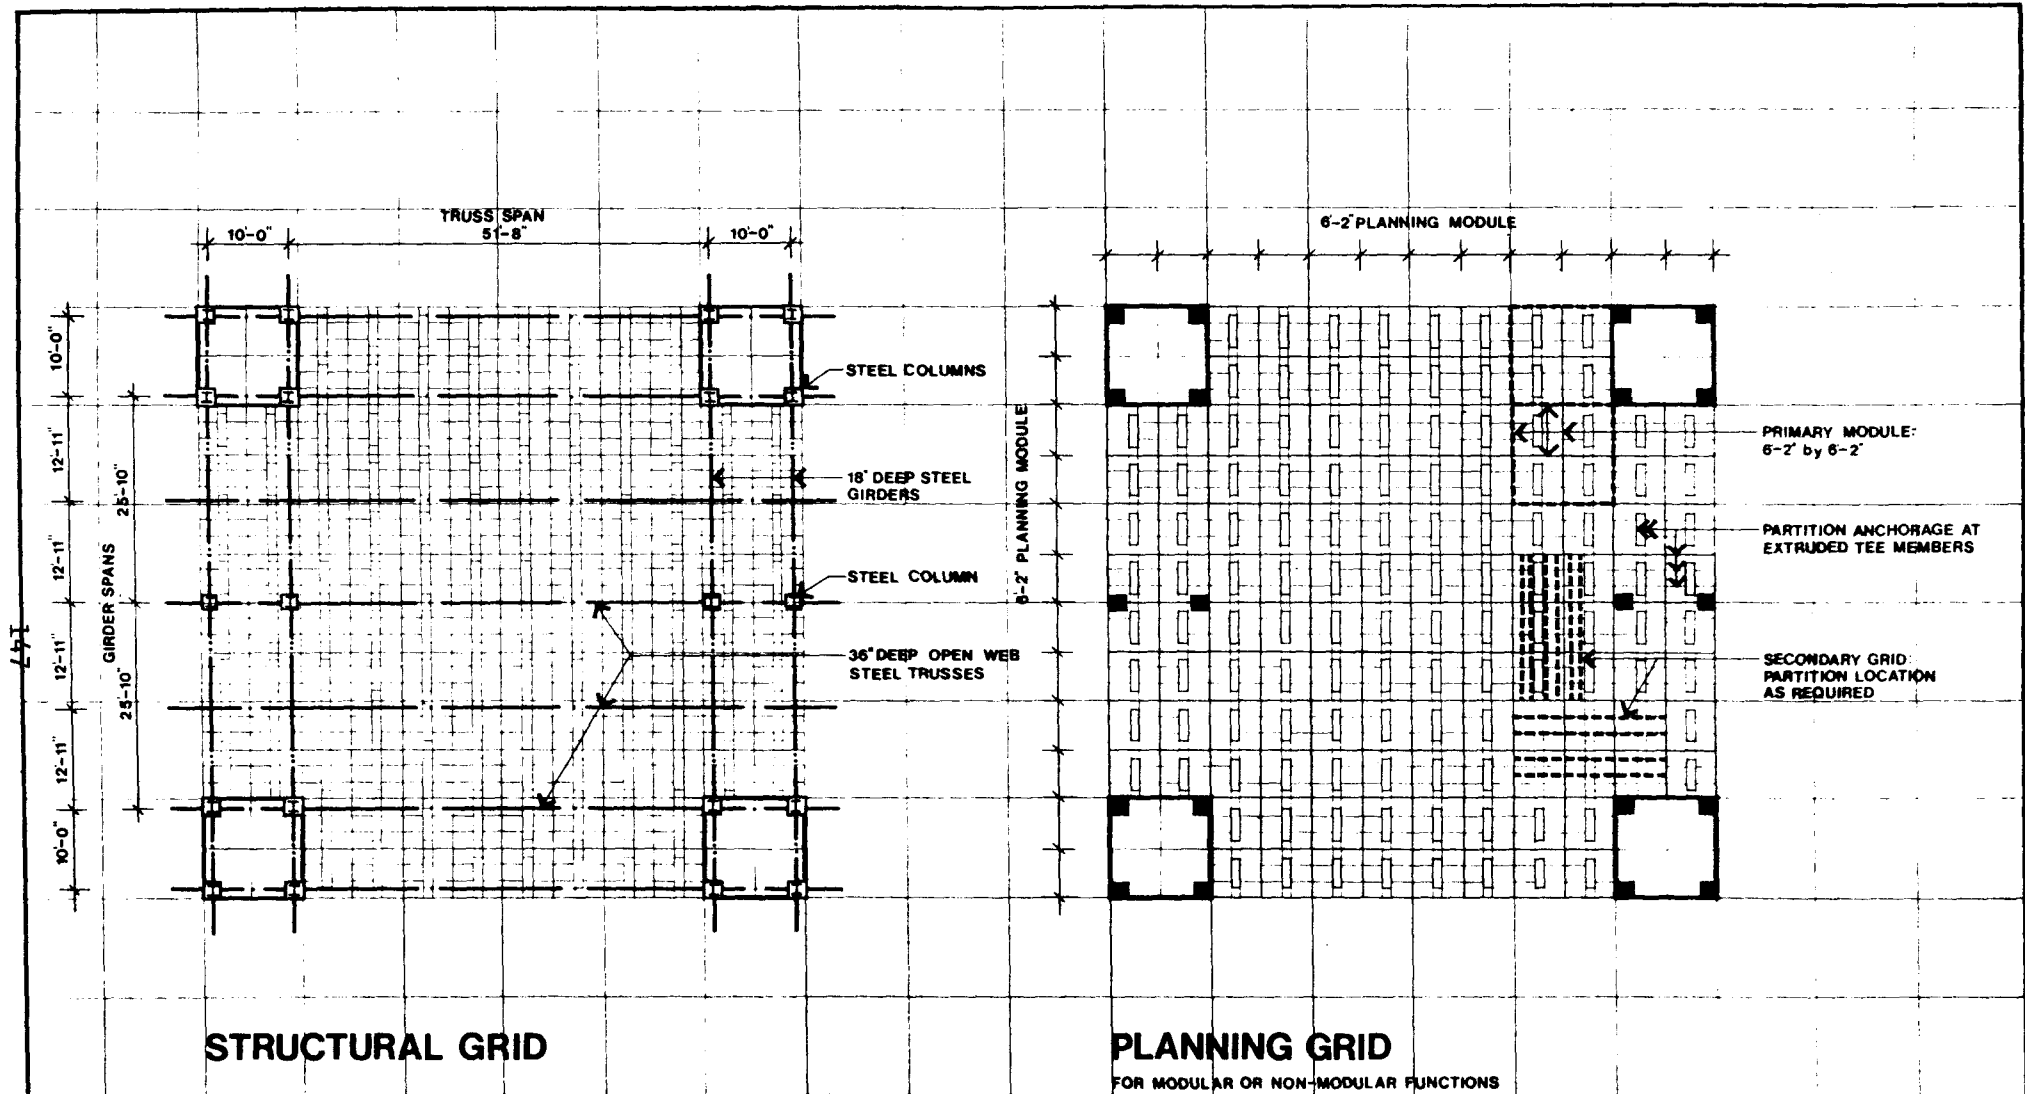 TRUSS SPAN
10'-0"
51'-8"
10'-0"
10'-0"
12-11"
12-11"
12-11"
12-11"
10'-0"
25-10"
25-10"
GIRDER SPANS
STEEL COLUMNS
18" DEEP STEEL
GIRDERS
STEEL COLUMN
36" DEEP OPEN WEB
STEEL TRUSSES
147
STRUCTURAL GRID
6'-2" PLANNING MODULE
6-2" PLANNING MODULE
PRIMARY MODULE:
6-2" by 6-2"
PARTITION ANCHORAGE AT
EXTRUDED TEE MEMBERS
SECONDARY GRID:
PARTITION LOCATION
AS REQUIRED
PLANNING GRID
FOR MODULAR OR NON-MODULAR FUNCTIONS